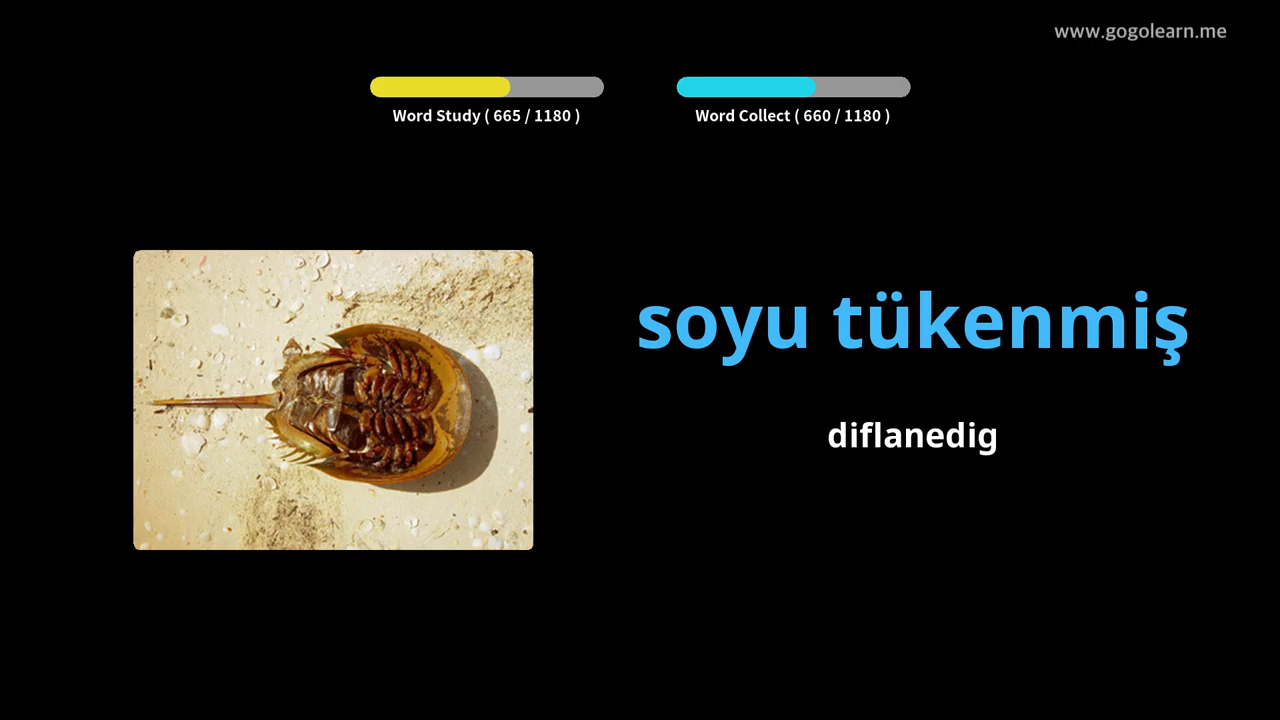 www.gogolearn.me
Word Study ( 665 / 1180 )
Word Collect ( 660 / 1180 )
soyu tükenmiş
diflanedig